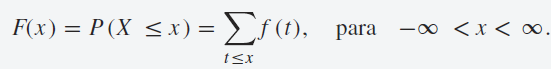 F(x) = P(X ≤ x) = ∑ f(t), para −∞ < x < ∞.
t≤x